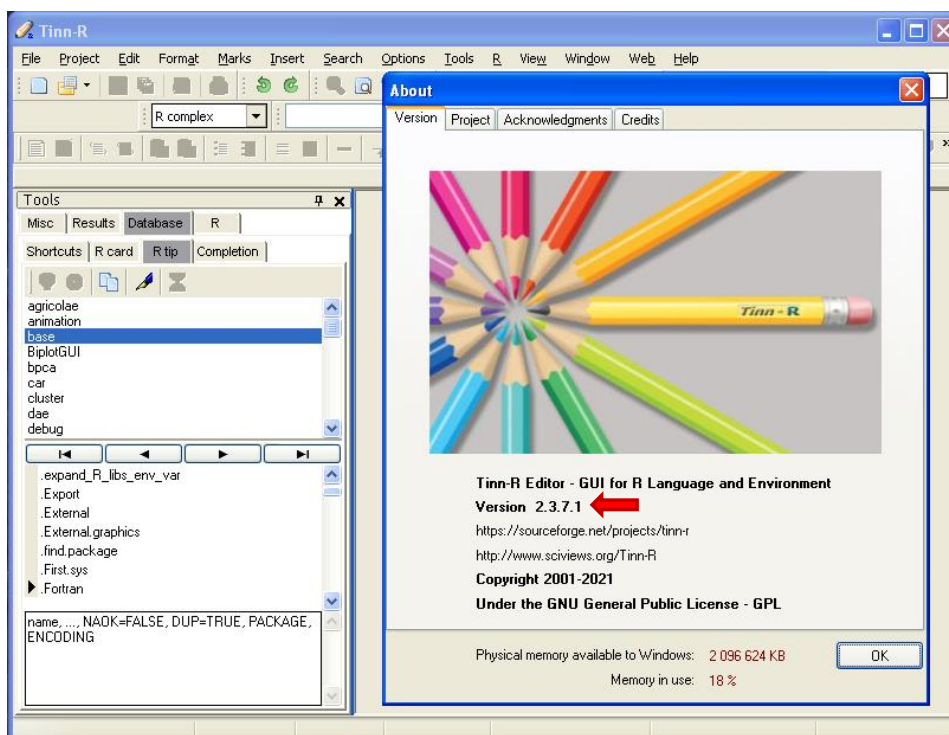 Tinn-R
File Project Edit Format Marks Insert Search Options Tools R View Window Web Help
R complex
Tools
Misc Results Database R
Shortcuts R card R tip Completion
agricolae
animation
base
BiplotGUI
bpca
car
cluster
dae
debug
.expand_R_libs_env_var
.Export
.External
.External.graphics
.find.package
.First.sys
.Fortran
name, ..., NAOK=FALSE, DUP=TRUE, PACKAGE,
ENCODING
About
Version Project Acknowledgments Credits
Tinn-R
Tinn-R Editor - GUI for R Language and Environment
Version 2.3.7.1
https://sourceforge.net/projects/tinn-r
http://www.sciviews.org/Tinn-R
Copyright 2001-2021
Under the GNU General Public License - GPL
Physical memory available to Windows: 2 096 624 KB
OK
Memory in use: 18 %